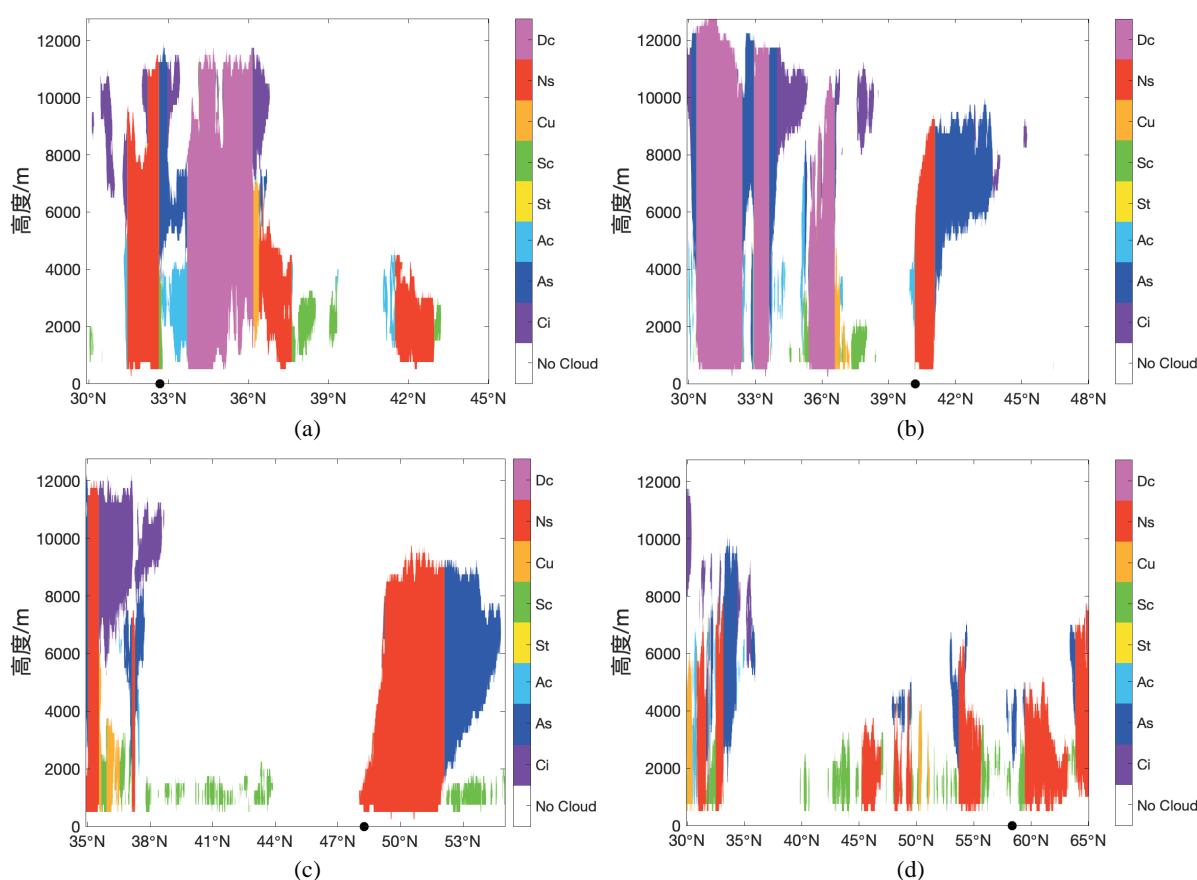 12000
10000
8000
6000
4000
2000
0
高度/m
30°N 33°N 36°N 39°N 42°N 45°N
Dc
Ns
Cu
Sc
St
Ac
As
Ci
No Cloud
(a)
12000
10000
8000
6000
4000
2000
0
高度/m
30°N 33°N 36°N 39°N 42°N 45°N 48°N
Dc
Ns
Cu
Sc
St
Ac
As
Ci
No Cloud
(b)
12000
10000
8000
6000
4000
2000
0
高度/m
35°N 38°N 41°N 44°N 47°N 50°N 53°N
Dc
Ns
Cu
Sc
St
Ac
As
Ci
No Cloud
(c)
12000
10000
8000
6000
4000
2000
0
高度/m
30°N 35°N 40°N 45°N 50°N 55°N 60°N 65°N
Dc
Ns
Cu
Sc
St
Ac
As
Ci
No Cloud
(d)